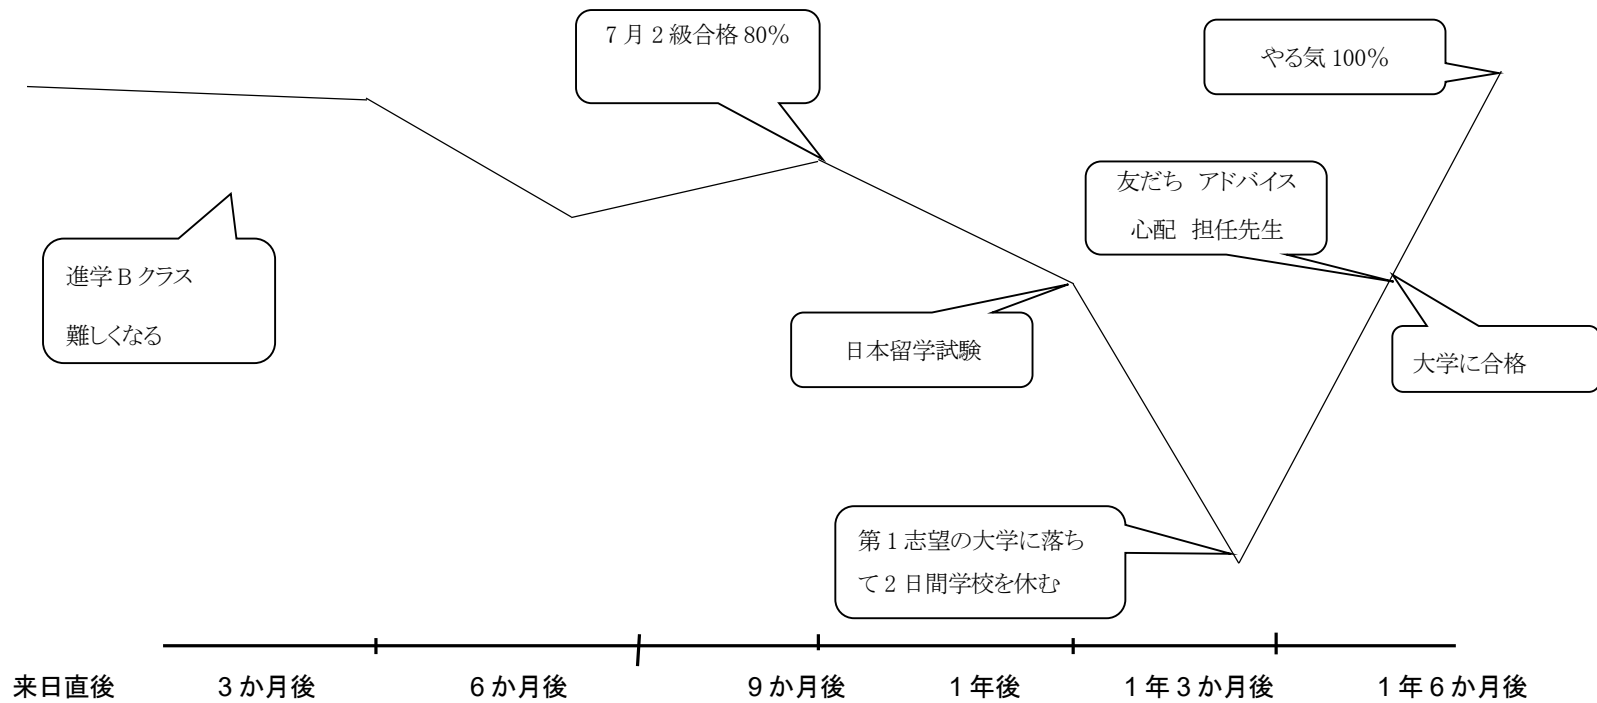 7月2級合格80%
やる気100%
友だち　アドバイス
心配　担任先生
進学Bクラス
難しくなる
日本留学試験
大学に合格
第1志望の大学に落ち
て2日間学校を休む
来日直後
3か月後
6か月後
9か月後
1年後
1年3か月後
1年6か月後